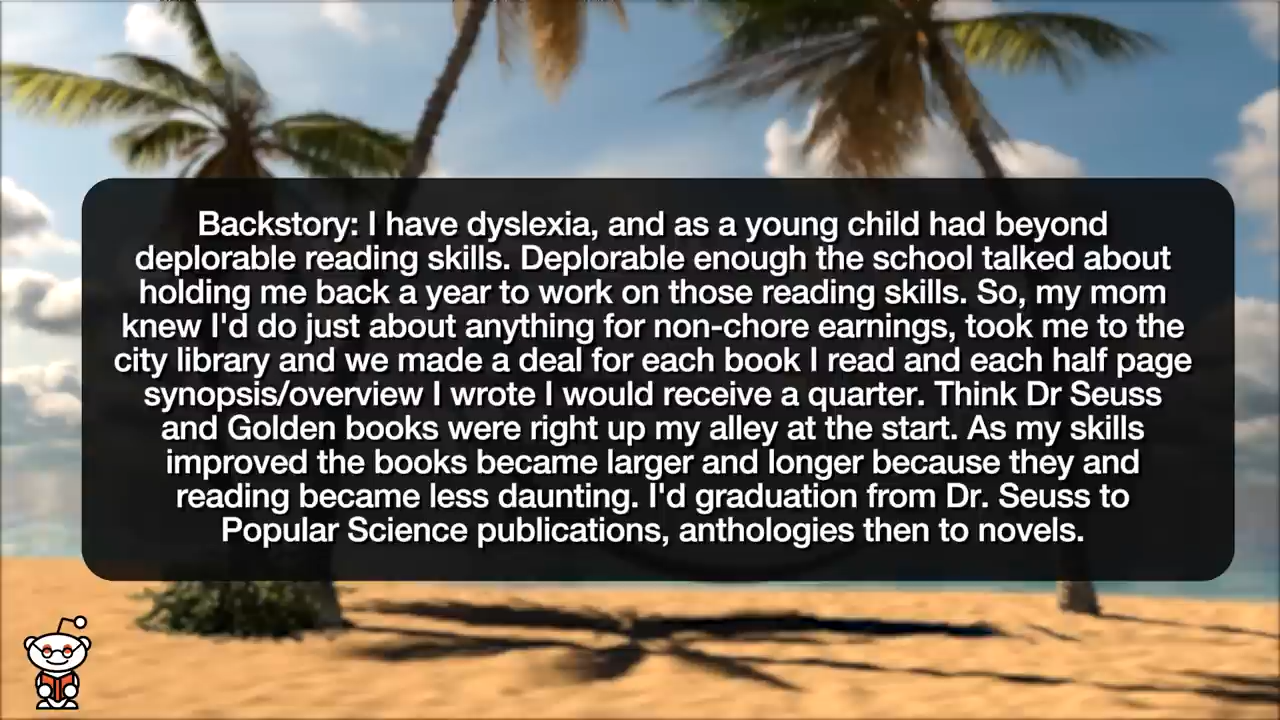 Backstory: I have dyslexia, and as a young child had beyond
deplorable reading skills. Deplorable enough the school talked about
holding me back a year to work on those reading skills. So, my mom
knew I'd do just about anything for non-chore earnings, took me to the
city library and we made a deal for each book I read and each half page
synopsis/overview I wrote I would receive a quarter. Think Dr Seuss
and Golden books were right up my alley at the start. As my skills
improved the books became larger and longer because they and
reading became less daunting. I'd graduation from Dr. Seuss to
Popular Science publications, anthologies then to novels.